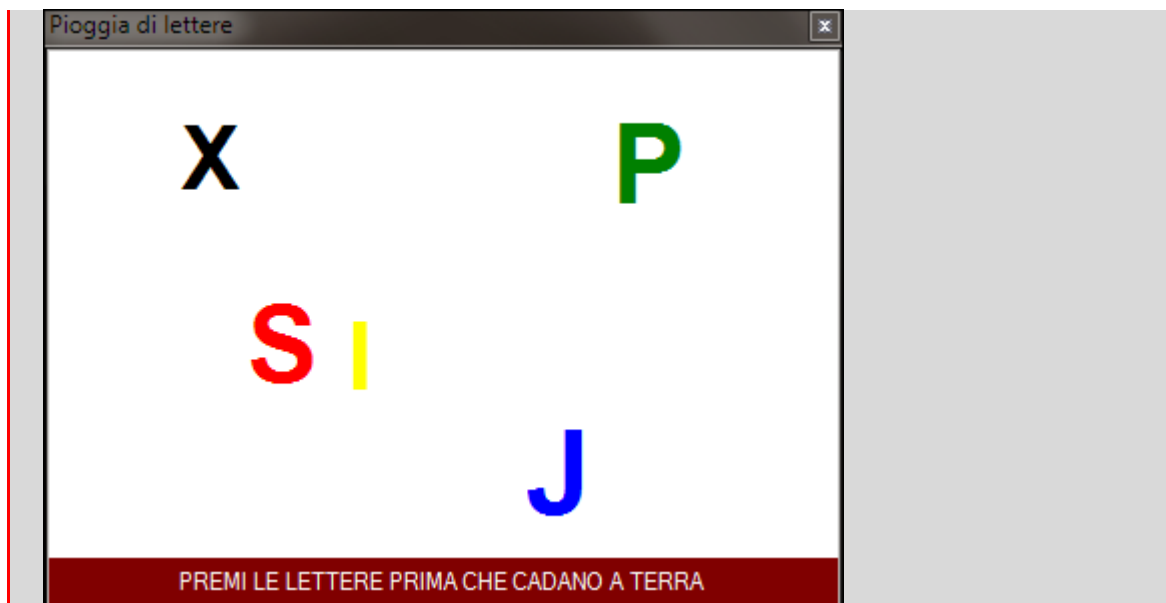 Pioggia di lettere
X P
S I
J
PREMI LE LETTERE PRIMA CHE CADANO A TERRA